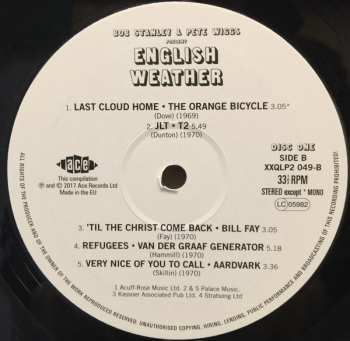 BOB STANLEY & PETE WIGGS
PRESENT
ENGLISH
WEATHER
1. LAST CLOUD HOME • THE ORANGE BICYCLE 3.05*
(Dow) (1969)
2. JLT • T2 5.49
(Dunton) (1970)
ace
This compilation
℗ and © 2017 Ace Records Ltd
Made in the EU
DISC ONE
SIDE B
XXQLP2 049-B
33⅓ RPM
STEREO except * MONO
LC 05982
3. 'TIL THE CHRIST COME BACK • BILL FAY 3.05
(Fay) (1970)
4. REFUGEES • VAN DER GRAAF GENERATOR 5.18
(Hammill) (1970)
5. VERY NICE OF YOU TO CALL • AARDVARK 3.36
(Skillin) (1970)
1 Acuff-Rose Music Ltd. 2 & 5 Palace Music.
3 Kassner Associated Pub Ltd. 4 Stratsong Ltd
ALL RIGHTS OF THE PRODUCER AND OF THE OWNER OF THE WORK REPRODUCED RESERVED. UNAUTHORISED COPYING, HIRING, LENDING, PUBLIC PERFORMANCE AND BROADCASTING OF THIS RECORD PROHIBITED.